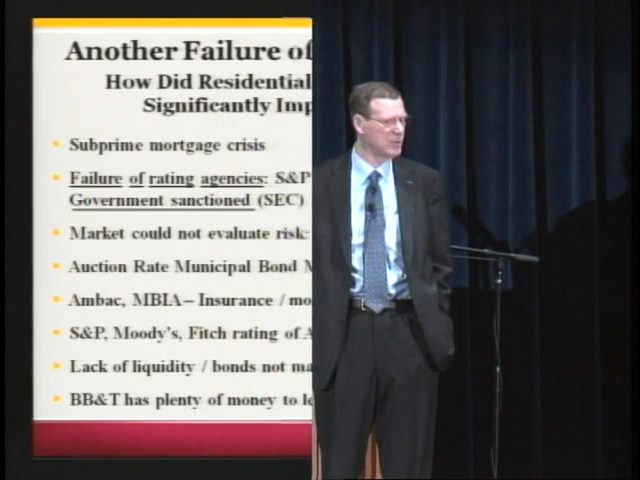 Another Failure of
How Did Residential
Significantly Imp
Subprime mortgage crisis
Failure of rating agencies: S&P
Government sanctioned (SEC)
Market could not evaluate risk:
Auction Rate Municipal Bond M
Ambac, MBIA – Insurance / mo
S&P, Moody's, Fitch rating of A
Lack of liquidity / bonds not ma
BB&T has plenty of money to le